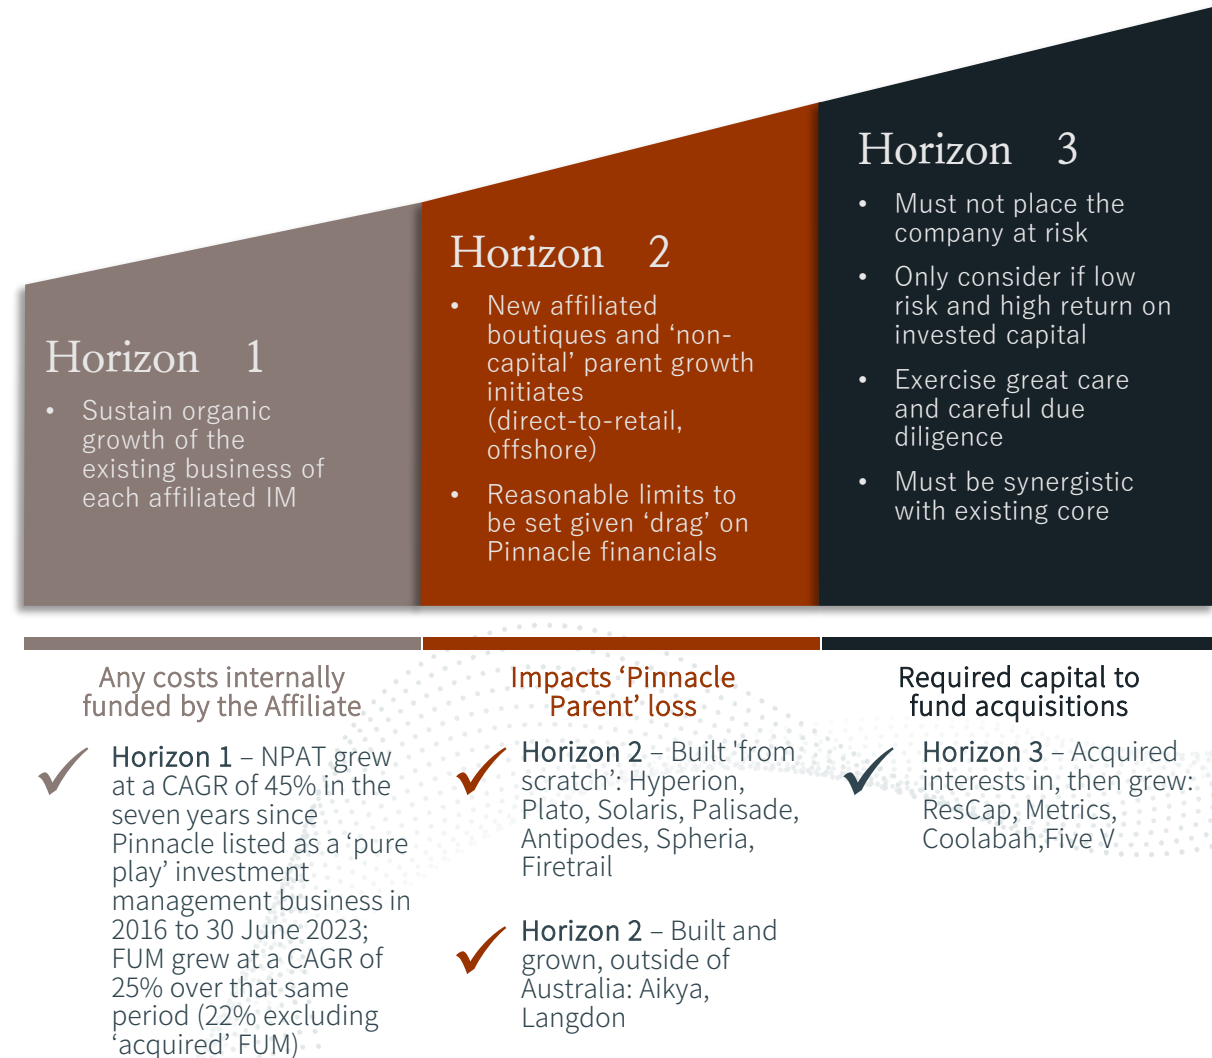 Horizon 1
• Sustain organic
growth of the
existing business of
each affiliated IM
Horizon 2
• New affiliated
boutiques and ‘non-
capital’ parent growth
initiates
(direct-to-retail,
offshore)
• Reasonable limits to
be set given ‘drag’ on
Pinnacle financials
Horizon 3
• Must not place the
company at risk
• Only consider if low
risk and high return on
invested capital
• Exercise great care
and careful due
diligence
• Must be synergistic
with existing core
Any costs internally
funded by the Affiliate
✓ Horizon 1 – NPAT grew
at a CAGR of 45% in the
seven years since
Pinnacle listed as a ‘pure
play’ investment
management business in
2016 to 30 June 2023;
FUM grew at a CAGR of
25% over that same
period (22% excluding
‘acquired’ FUM)
Impacts ‘Pinnacle
Parent’ loss
✓ Horizon 2 – Built 'from
scratch’: Hyperion,
Plato, Solaris, Palisade,
Antipodes, Spheria,
Firetrail
✓ Horizon 2 – Built and
grown, outside of
Australia: Aikya,
Langdon
Required capital to
fund acquisitions
✓ Horizon 3 – Acquired
interests in, then grew:
ResCap, Metrics,
Coolabah,Five V